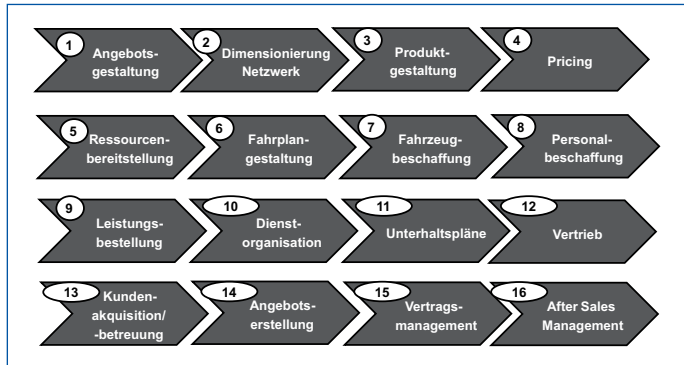 1
Angebots-
gestaltung
2
Dimensionierung
Netzwerk
3
Produkt-
gestaltung
4
Pricing
5
Ressourcen-
bereitstellung
6
Fahrplan-
gestaltung
7
Fahrzeug-
beschaffung
8
Personal-
beschaffung
9
Leistungs-
bestellung
10
Dienst-
organisation
11
Unterhaltspläne
12
Vertrieb
13
Kunden-
akquisition/
-betreuung
14
Angebots-
erstellung
15
Vertrags-
management
16
After Sales
Management